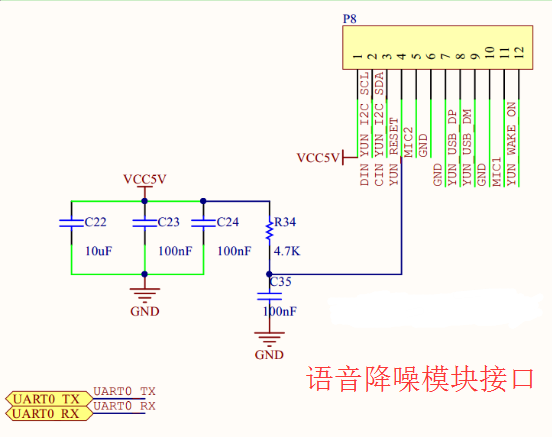 P8
1 2 3 4 5 6 7 8 9 10 11 12
VCC5V
DIN YUN I2C SCL
CIN YUN I2C SDA
YUN RESET
MIC2
GND
GND
YUN USB DP
YUN USB DM
GND
MIC1
YUN WAKE ON
VCC5V
C22
C23
C24
R34
10uF
100nF
100nF
4.7K
C35
100nF
GND
GND
语音降噪模块接口
UART0 TX UART0 TX
UART0 RX UART0 RX